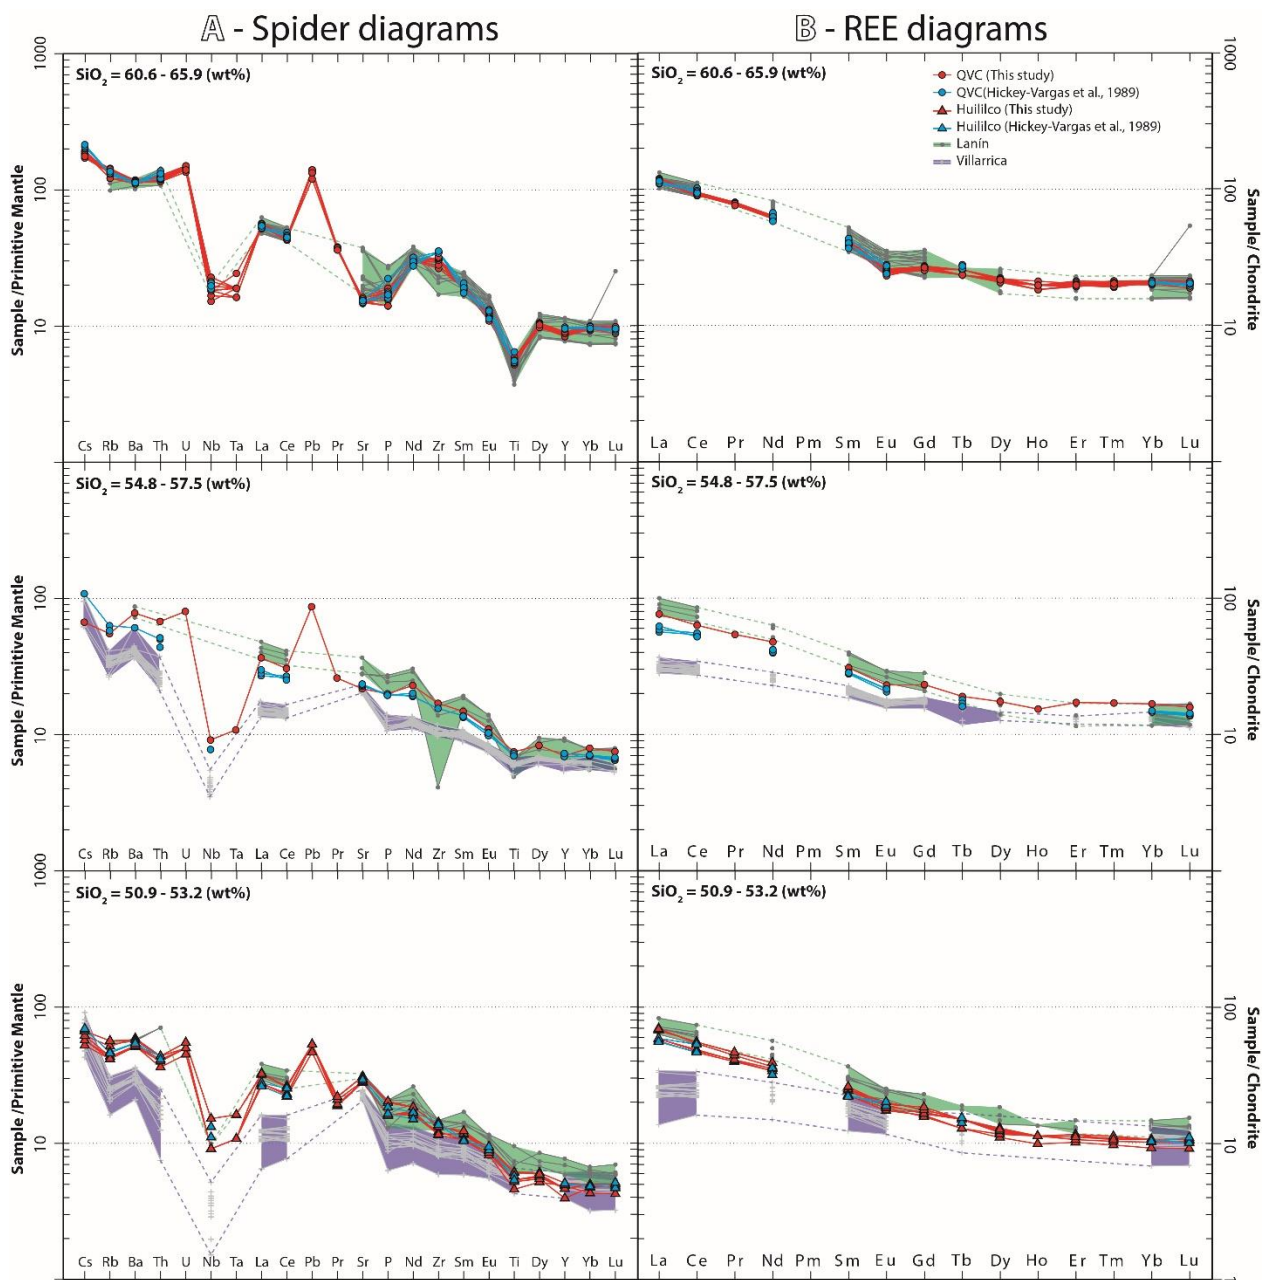 A - Spider diagrams
B - REE diagrams
1000
100
10
Sample /Primitive Mantle
SiO2 = 60.6 - 65.9 (wt%)
Cs Rb Ba Th U Nb Ta La Ce Pb Pr Sr P Nd Zr Sm Eu Ti Dy Y Yb Lu
SiO2 = 60.6 - 65.9 (wt%)
QVC (This study)
QVC(Hickey-Vargas et al., 1989)
Huililco (This study)
Huililco (Hickey-Vargas et al., 1989)
Lanín
Villarrica
La Ce Pr Nd Pm Sm Eu Gd Tb Dy Ho Er Tm Yb Lu
1000
100
10
Sample/ Chondrite
1000
100
10
Sample /Primitive Mantle
SiO2 = 54.8 - 57.5 (wt%)
Cs Rb Ba Th U Nb Ta La Ce Pb Pr Sr P Nd Zr Sm Eu Ti Dy Y Yb Lu
SiO2 = 54.8 - 57.5 (wt%)
La Ce Pr Nd Pm Sm Eu Gd Tb Dy Ho Er Tm Yb Lu
100
10
Sample/ Chondrite
100
10
Sample /Primitive Mantle
SiO2 = 50.9 - 53.2 (wt%)
Cs Rb Ba Th U Nb Ta La Ce Pb Pr Sr P Nd Zr Sm Eu Ti Dy Y Yb Lu
SiO2 = 50.9 - 53.2 (wt%)
La Ce Pr Nd Pm Sm Eu Gd Tb Dy Ho Er Tm Yb Lu
100
10
Sample/ Chondrite